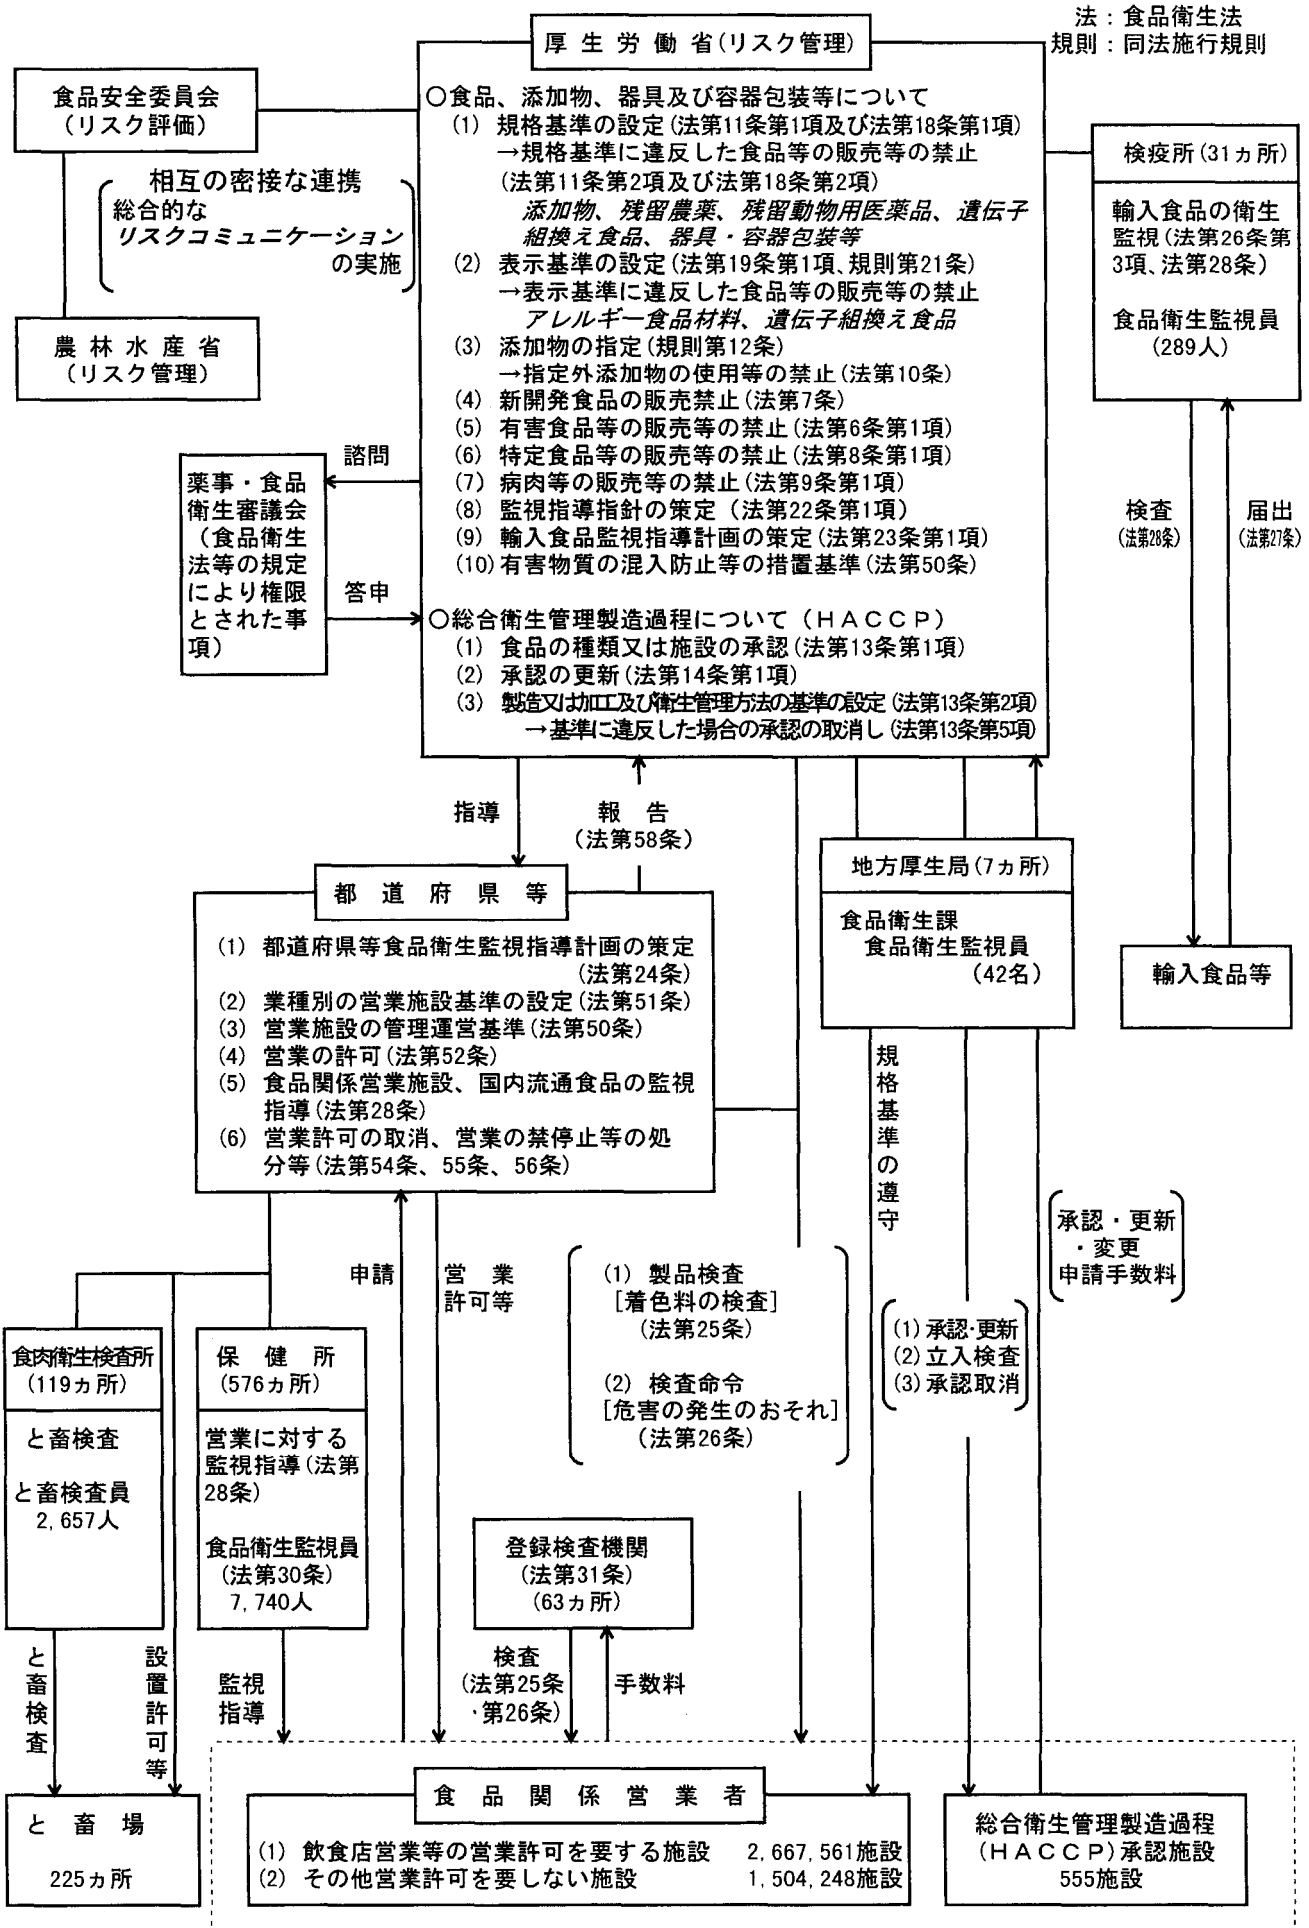 法：食品衛生法
規則：同法施行規則
厚生労働省(リスク管理)
食品安全委員会
(リスク評価)
相互の密接な連携
総合的な
リスクコミュニケーション
の実施
農林水産省
(リスク管理)
○食品、添加物、器具及び容器包装等について
(1) 規格基準の設定(法第11条第1項及び法第18条第1項)
→規格基準に違反した食品等の販売等の禁止
(法第11条第2項及び法第18条第2項)
添加物、残留農薬、残留動物用医薬品、遺伝子
組換え食品、器具・容器包装等
(2) 表示基準の設定(法第19条第1項、規則第21条)
→表示基準に違反した食品等の販売等の禁止
アレルギー食品材料、遺伝子組換え食品
(3) 添加物の指定(規則第12条)
→指定外添加物の使用等の禁止(法第10条)
(4) 新開発食品の販売禁止(法第7条)
(5) 有害食品等の販売等の禁止(法第6条第1項)
(6) 特定食品等の販売等の禁止(法第8条第1項)
(7) 病肉等の販売等の禁止(法第9条第1項)
(8) 監視指導指針の策定 (法第22条第1項)
(9) 輸入食品監視指導計画の策定(法第23条第1項)
(10)有害物質の混入防止等の措置基準(法第50条)
○総合衛生管理製造過程について(ＨＡＣＣＰ)
(1) 食品の種類又は施設の承認(法第13条第1項)
(2) 承認の更新(法第14条第1項)
(3) 製造又は加工及び衛生管理方法の基準の設定(法第13条第2項)
→基準に違反した場合の承認の取消し(法第13条第5項)
諮問
薬事・食品
衛生審議会
(食品衛生
法等の規定
により権限
とされた事
項)
答申
検疫所(31ヵ所)
輸入食品の衛生
監視(法第26条第
3項、法第28条)
食品衛生監視員
(289人)
検査
(法第28条)
届出
(法第27条)
輸入食品等
指導
報告
(法第58条)
都道府県等
(1) 都道府県等食品衛生監視指導計画の策定
(法第24条)
(2) 業種別の営業施設基準の設定(法第51条)
(3) 営業施設の管理運営基準(法第50条)
(4) 営業の許可(法第52条)
(5) 食品関係営業施設、国内流通食品の監視
指導(法第28条)
(6) 営業許可の取消、営業の禁停止等の処
分等(法第54条、55条、56条)
地方厚生局(7ヵ所)
食品衛生課
食品衛生監視員
(42名)
規格基準の遵守
承認・更新
・変更
申請手数料
(1)承認・更新
(2)立入検査
(3)承認取消
申請
営業
許可等
(1) 製品検査
[着色料の検査]
(法第25条)
(2) 検査命令
[危害の発生のおそれ]
(法第26条)
食肉衛生検査所
(119ヵ所)
と畜検査
と畜検査員
2,657人
保健所
(576ヵ所)
営業に対する
監視指導(法第
28条)
食品衛生監視員
(法第30条)
7,740人
登録検査機関
(法第31条)
(63ヵ所)
と畜検査
設置許可等
監視
指導
検査
(法第25条
・第26条)
手数料
と畜場
225ヵ所
食品関係営業者
(1) 飲食店営業等の営業許可を要する施設 2,667,561施設
(2) その他営業許可を要しない施設 1,504,248施設
総合衛生管理製造過程
(ＨＡＣＣＰ)承認施設
555施設